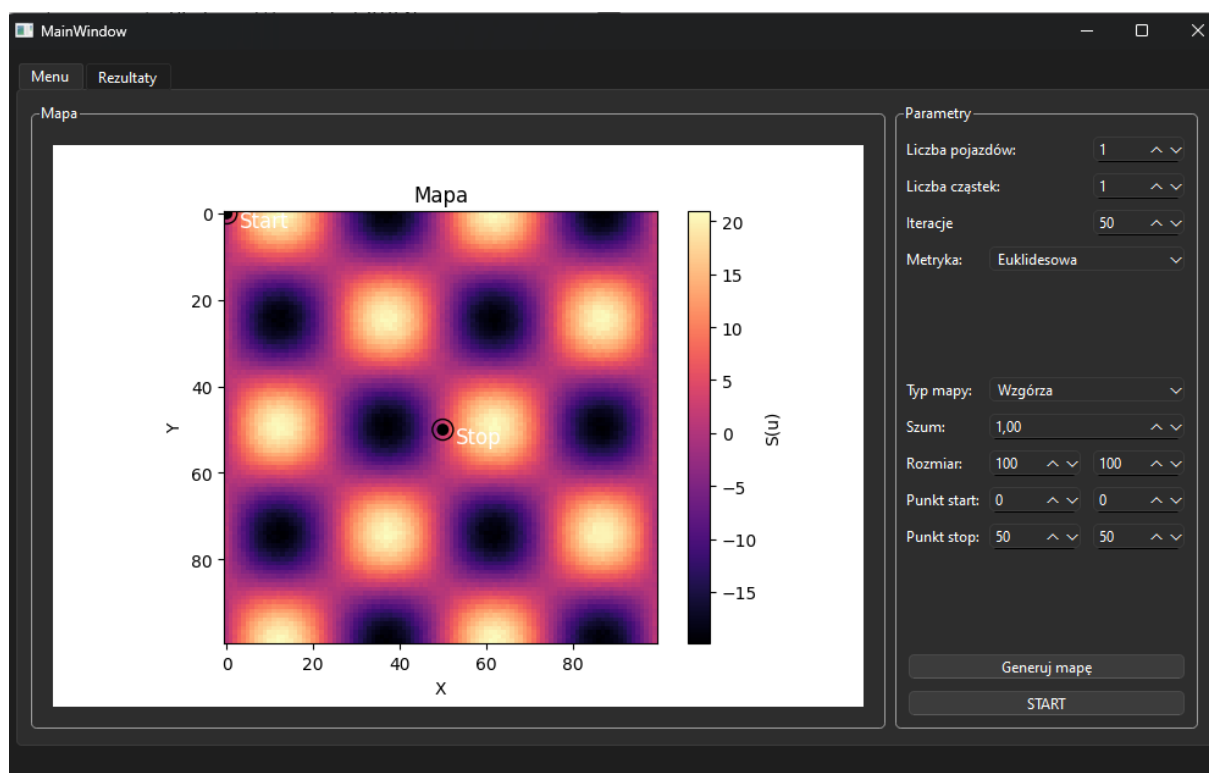 MainWindow
Menu Rezultaty
Mapa
Mapa
0
20
40
60
80
Y
Start
Stop
0 20 40 60 80
X
20
15
10
5
0
−5
−10
−15
S(u)
Parametry
Liczba pojazdów: 1
Liczba cząstek: 1
Iteracje 50
Metryka: Euklidesowa
Typ mapy: Wzgórza
Szum: 1,00
Rozmiar: 100 100
Punkt start: 0 0
Punkt stop: 50 50
Generuj mapę
START